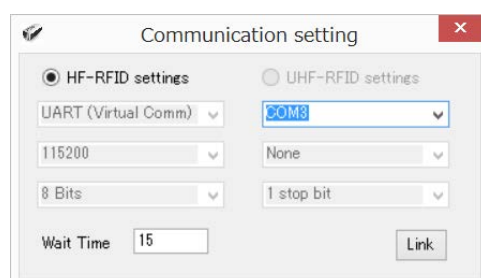 Communication setting
HF-RFID settings UHF-RFID settings
UART (Virtual Comm) COM3
115200 None
8 Bits 1 stop bit
Wait Time 15 Link